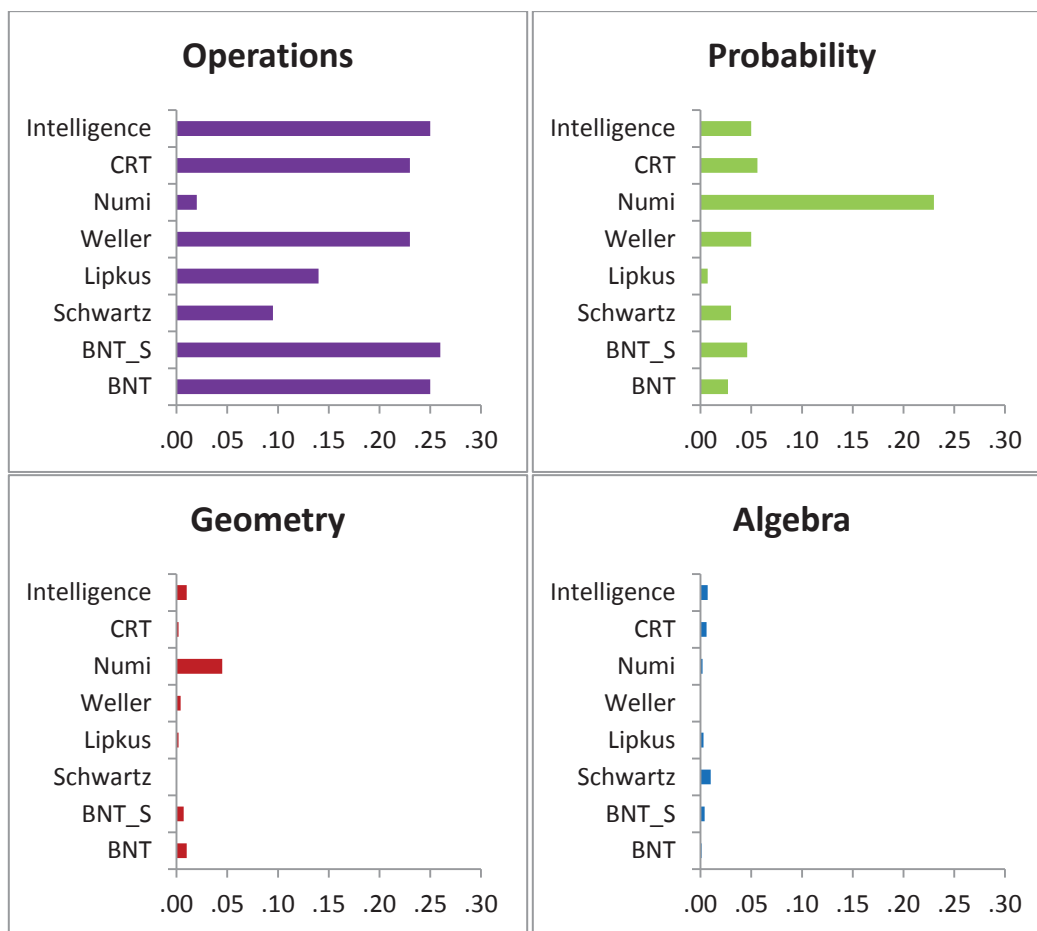 Operations
Intelligence
CRT
Numi
Weller
Lipkus
Schwartz
BNT_S
BNT
.00 .05 .10 .15 .20 .25 .30
Probability
Intelligence
CRT
Numi
Weller
Lipkus
Schwartz
BNT_S
BNT
.00 .05 .10 .15 .20 .25 .30
Geometry
Intelligence
CRT
Numi
Weller
Lipkus
Schwartz
BNT_S
BNT
.00 .05 .10 .15 .20 .25 .30
Algebra
Intelligence
CRT
Numi
Weller
Lipkus
Schwartz
BNT_S
BNT
.00 .05 .10 .15 .20 .25 .30